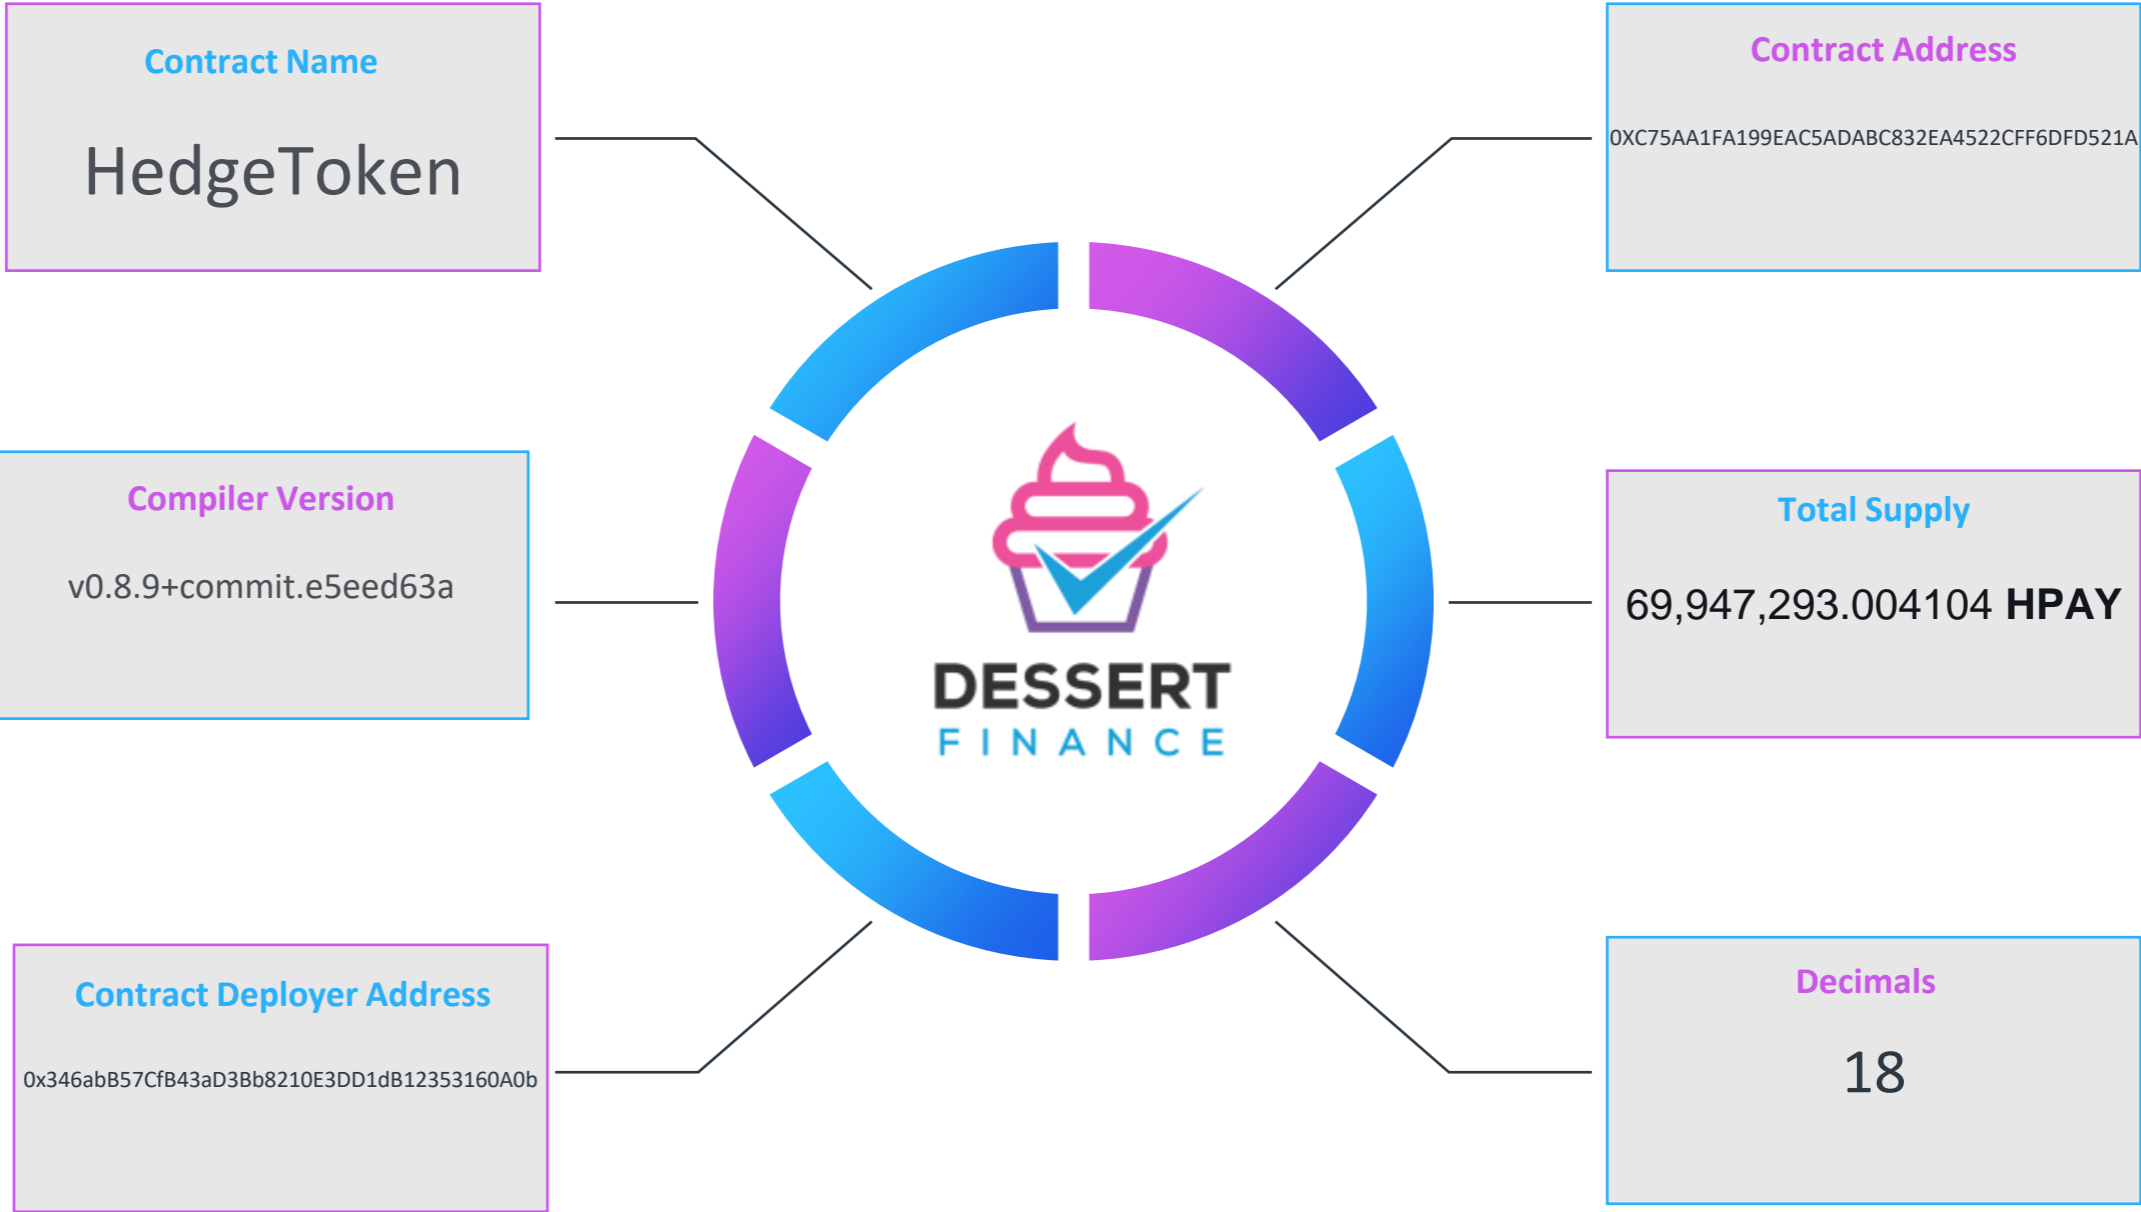 Contract Name
HedgeToken
Contract Address
0XC75AA1FA199EAC5ADABC832EA4522CFF6DFD521A
Compiler Version
v0.8.9+commit.e5eed63a
Total Supply
69,947,293.004104 HPAY
DESSERT
FINANCE
Contract Deployer Address
0x346abB57CfB43aD3Bb8210E3DD1dB12353160A0b
Decimals
18